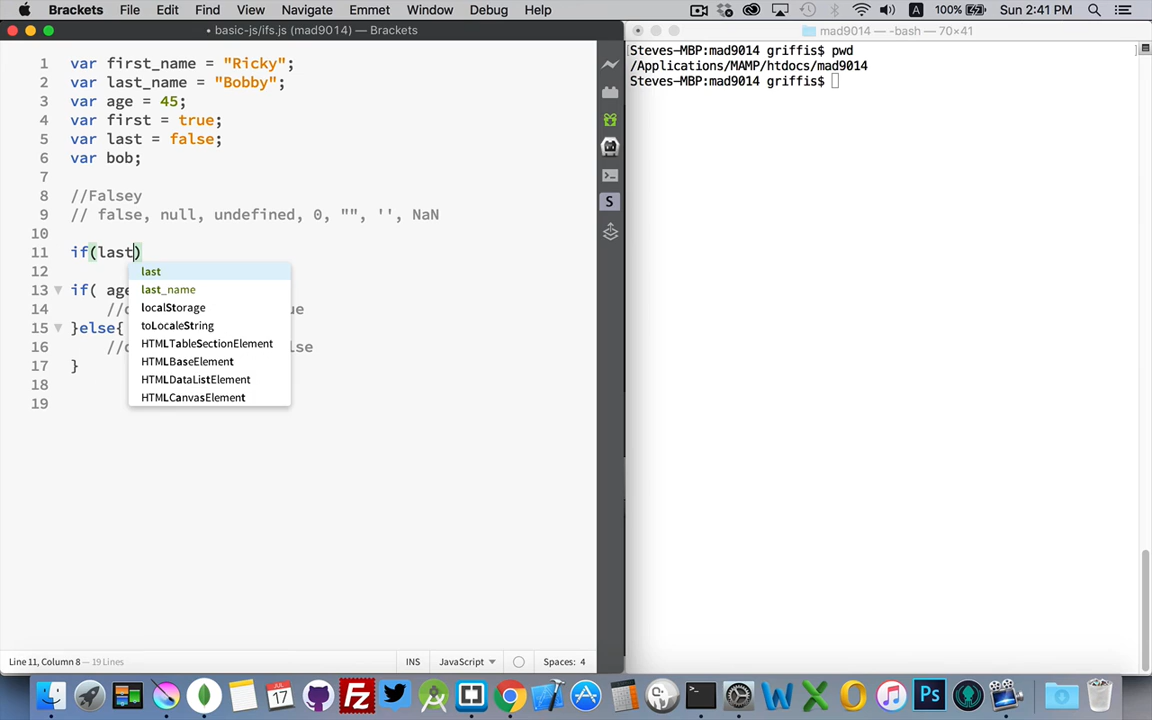 Brackets File Edit Find View Navigate Emmet Window Debug Help 100% Sun 2:41 PM
• basic-js/ifs.js (mad9014) — Brackets
mad9014 — -bash — 70×41
1 var first_name = "Ricky";
2 var last_name = "Bobby";
3 var age = 45;
4 var first = true;
5 var last = false;
6 var bob;
7
8 //Falsey
9 // false, null, undefined, 0, "", '', NaN
10
11 if(last)
12
13 if( age
14 // ue
15 }else{
16 // lse
17 }
18
19
last
last_name
localStorage
toLocaleString
HTMLTableSectionElement
HTMLBaseElement
HTMLDataListElement
HTMLCanvasElement
Line 11, Column 8 — 19 Lines
INS JavaScript Spaces: 4
Steves-MBP:mad9014 griffis$ pwd
/Applications/MAMP/htdocs/mad9014
Steves-MBP:mad9014 griffis$